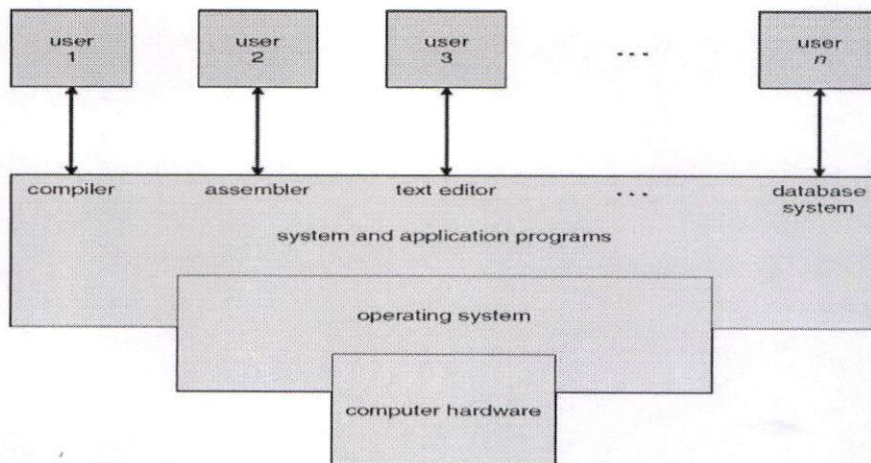 user
1
user
2
user
3
...
user
n
compiler
assembler
text editor
...
database
system
system and application programs
operating system
computer hardware